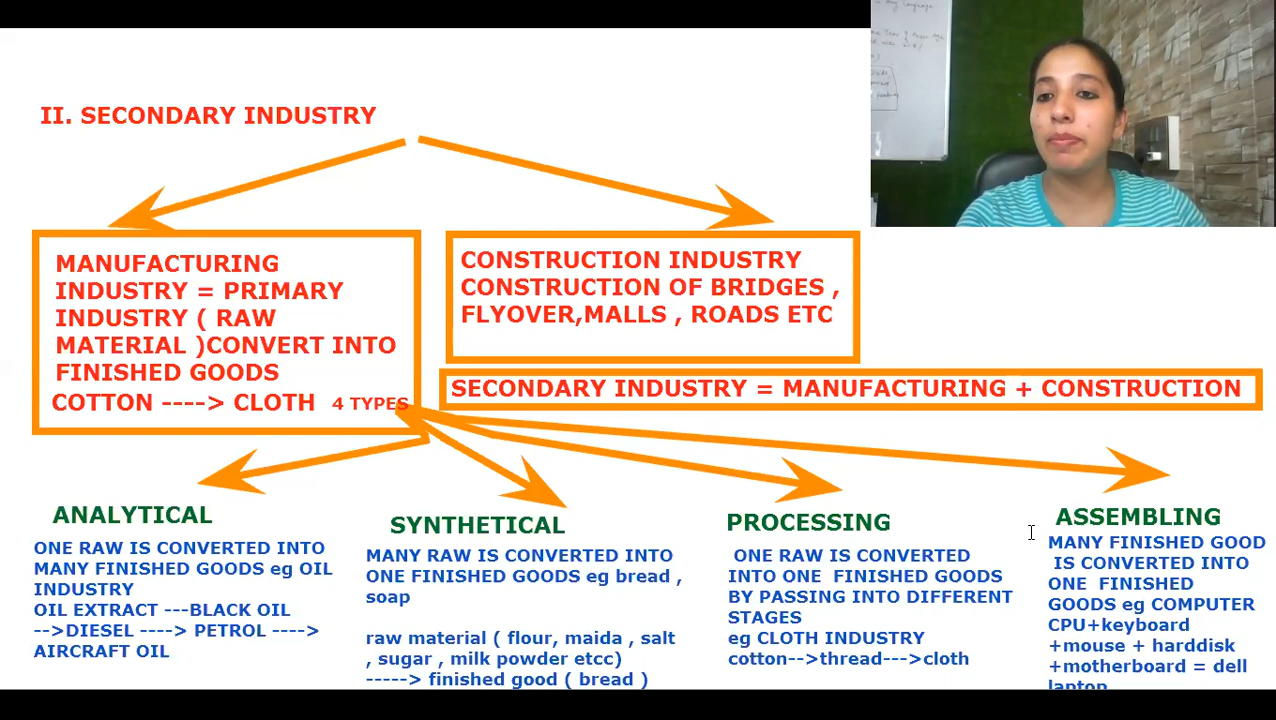 II. SECONDARY INDUSTRY
MANUFACTURING
INDUSTRY = PRIMARY
INDUSTRY ( RAW
MATERIAL )CONVERT INTO
FINISHED GOODS
COTTON ----> CLOTH 4 TYPES
CONSTRUCTION INDUSTRY
CONSTRUCTION OF BRIDGES ,
FLYOVER,MALLS , ROADS ETC
SECONDARY INDUSTRY = MANUFACTURING + CONSTRUCTION
ANALYTICAL
ONE RAW IS CONVERTED INTO
MANY FINISHED GOODS eg OIL
INDUSTRY
OIL EXTRACT ---BLACK OIL
-->DIESEL ----> PETROL ---->
AIRCRAFT OIL
SYNTHETICAL
MANY RAW IS CONVERTED INTO
ONE FINISHED GOODS eg bread ,
soap
raw material ( flour, maida , salt
, sugar , milk powder etcc)
-----> finished good ( bread )
PROCESSING
ONE RAW IS CONVERTED
INTO ONE FINISHED GOODS
BY PASSING INTO DIFFERENT
STAGES
eg CLOTH INDUSTRY
cotton-->thread--->cloth
ASSEMBLING
MANY FINISHED GOOD
IS CONVERTED INTO
ONE FINISHED
GOODS eg COMPUTER
CPU+keyboard
+mouse + harddisk
+motherboard = dell
laptop